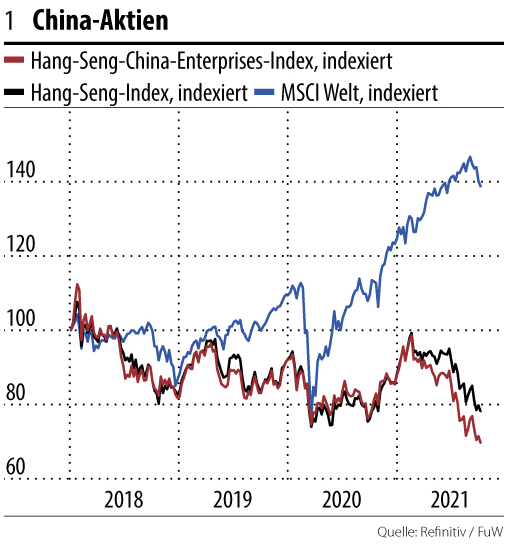 1 China-Aktien
Hang-Seng-China-Enterprises-Index, indexiert
Hang-Seng-Index, indexiert MSCI Welt, indexiert
140
120
100
80
60
2018 2019 2020 2021
Quelle: Refinitiv / FuW